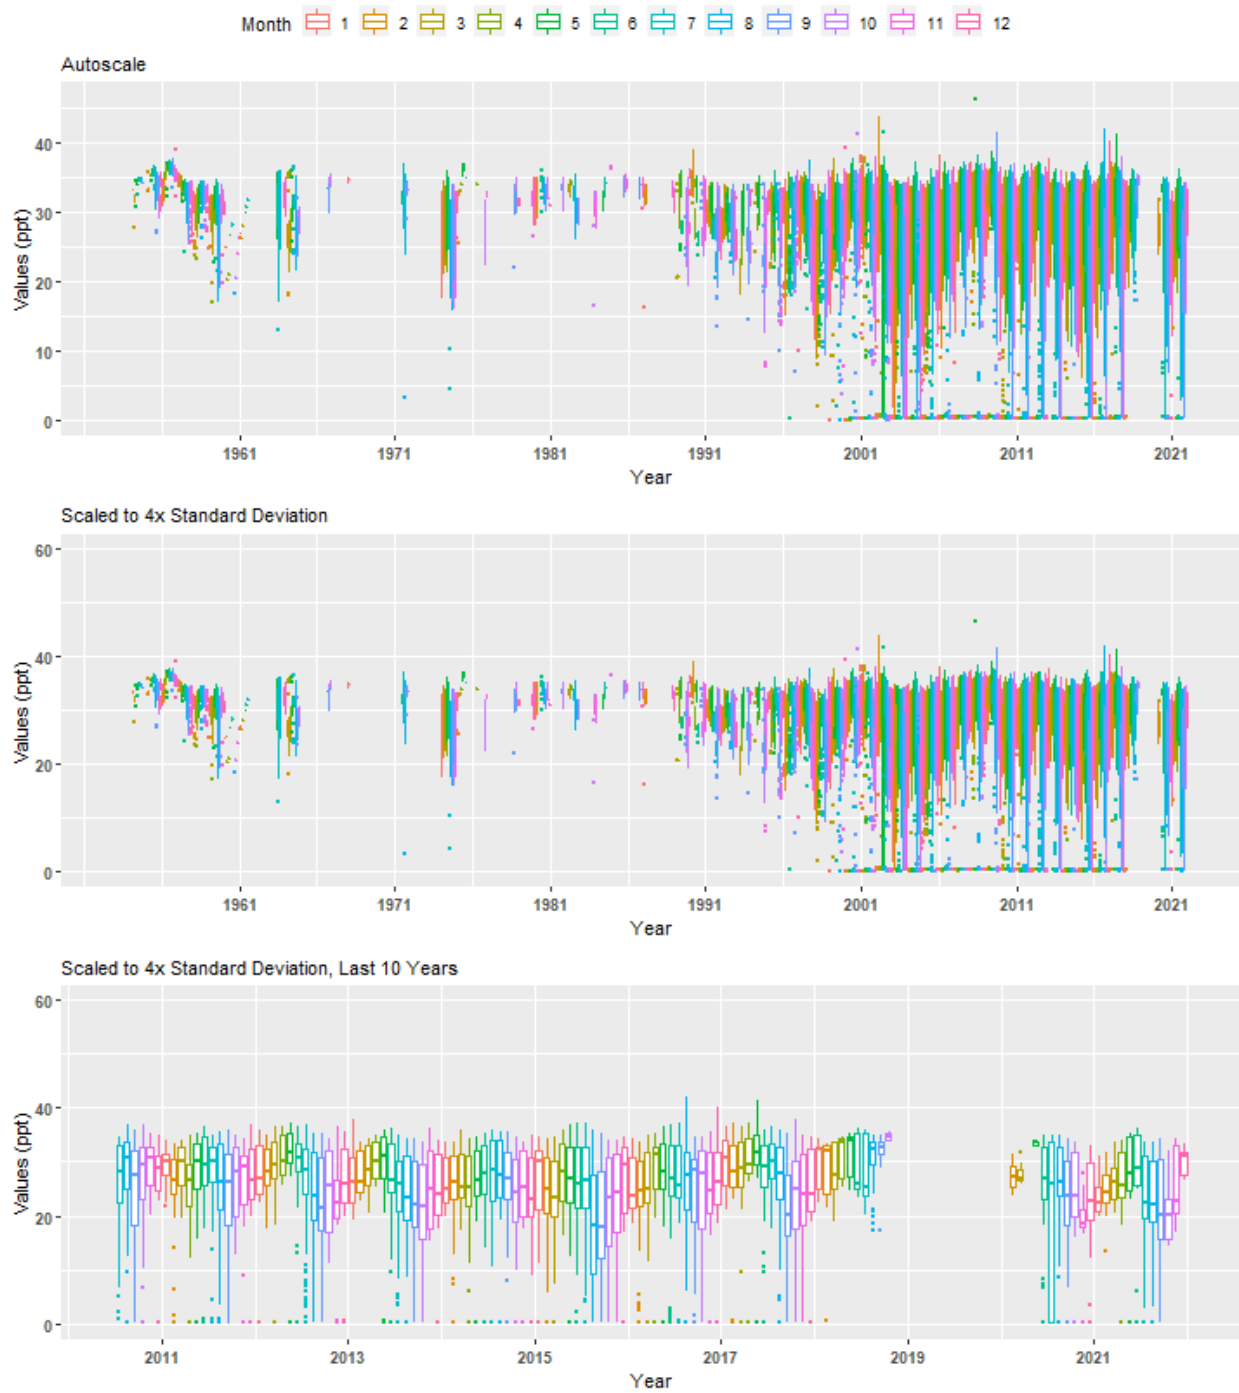 Month 1 2 3 4 5 6 7 8 9 10 11 12
Autoscale
Values (ppt)
40
30
20
10
0
1961 1971 1981 1991 2001 2011 2021
Year
Scaled to 4x Standard Deviation
Values (ppt)
60
40
20
0
1961 1971 1981 1991 2001 2011 2021
Year
Scaled to 4x Standard Deviation, Last 10 Years
Values (ppt)
60
40
20
0
2011 2013 2015 2017 2019 2021
Year